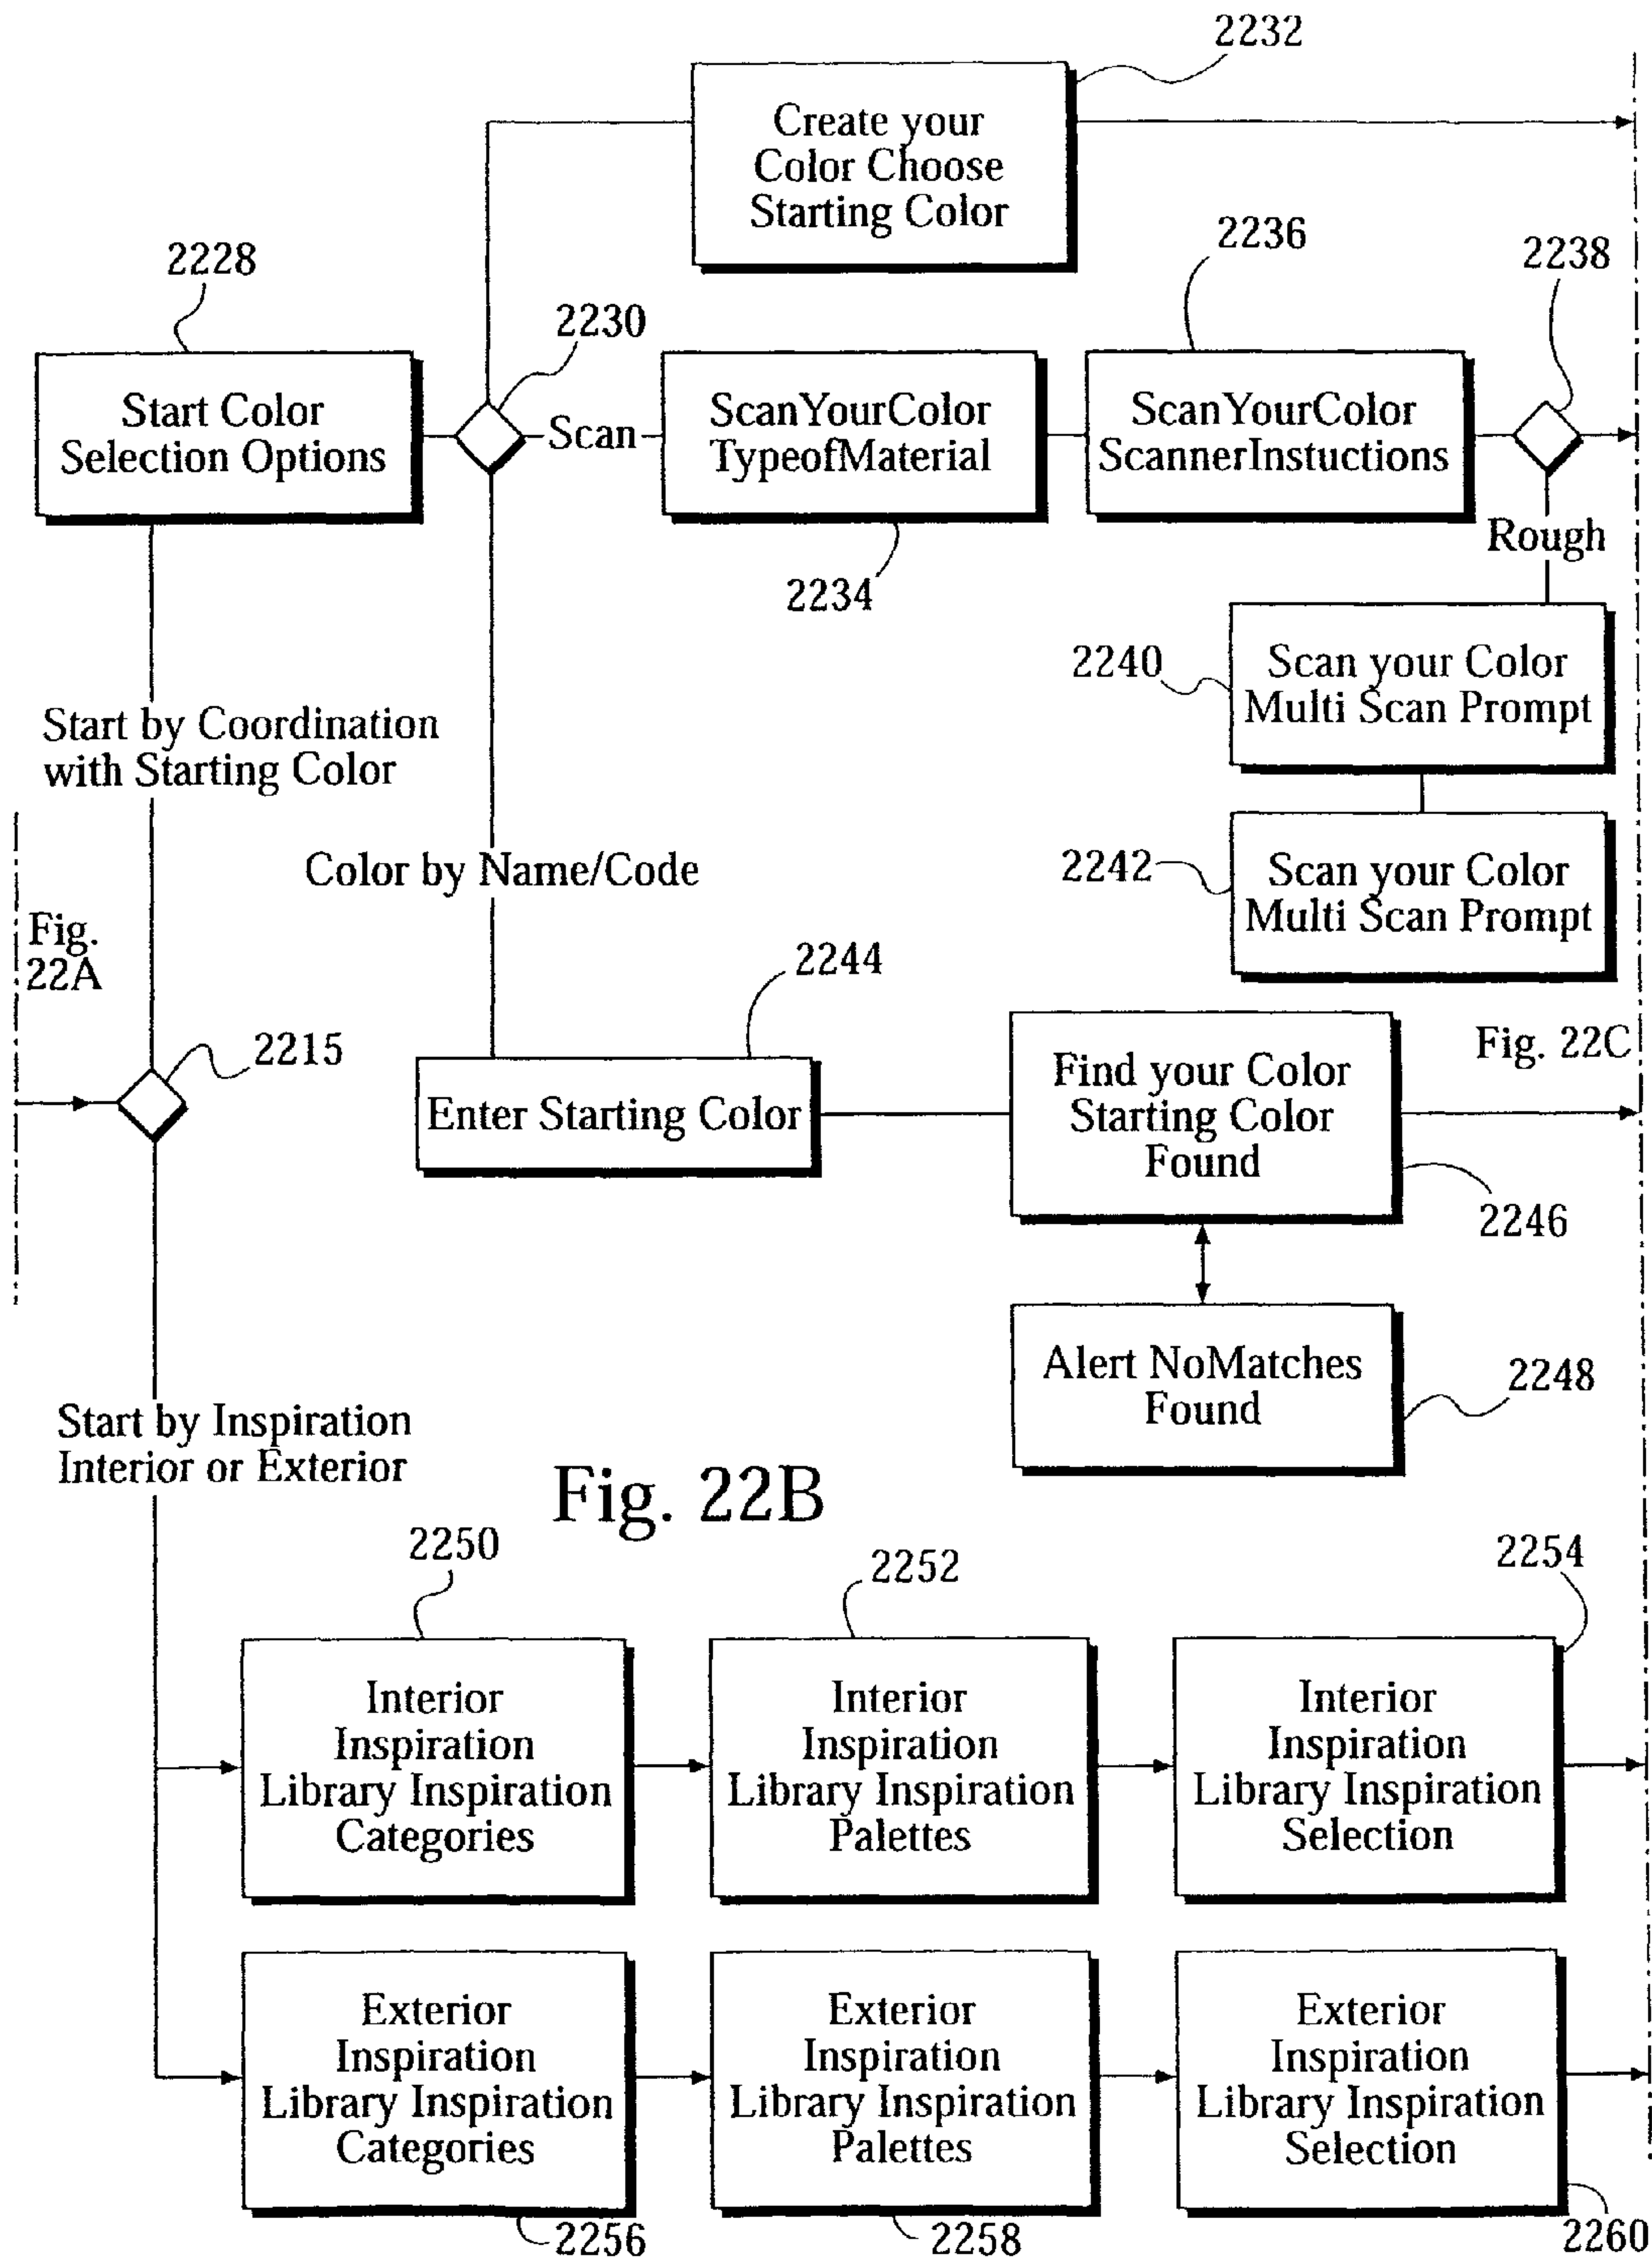 2232
Create your
Color Choose
Starting Color
2228
2236
2238
2230
Start Color
Selection Options
Scan
ScanYourColor
TypeofMaterial
ScanYourColor
ScannerInstuctions
Rough
2234
2240
Scan your Color
Multi Scan Prompt
Start by Coordination
with Starting Color
2242
Scan your Color
Multi Scan Prompt
Color by Name/Code
Fig.
22A
2244
2215
Enter Starting Color
Find your Color
Starting Color
Found
Fig. 22C
2246
Alert NoMatches
Found
2248
Start by Inspiration
Interior or Exterior
Fig. 22B
2250
2252
2254
Interior
Inspiration
Library Inspiration
Categories
Interior
Inspiration
Library Inspiration
Palettes
Interior
Inspiration
Library Inspiration
Selection
Exterior
Inspiration
Library Inspiration
Categories
Exterior
Inspiration
Library Inspiration
Palettes
Exterior
Inspiration
Library Inspiration
Selection
2256
2258
2260